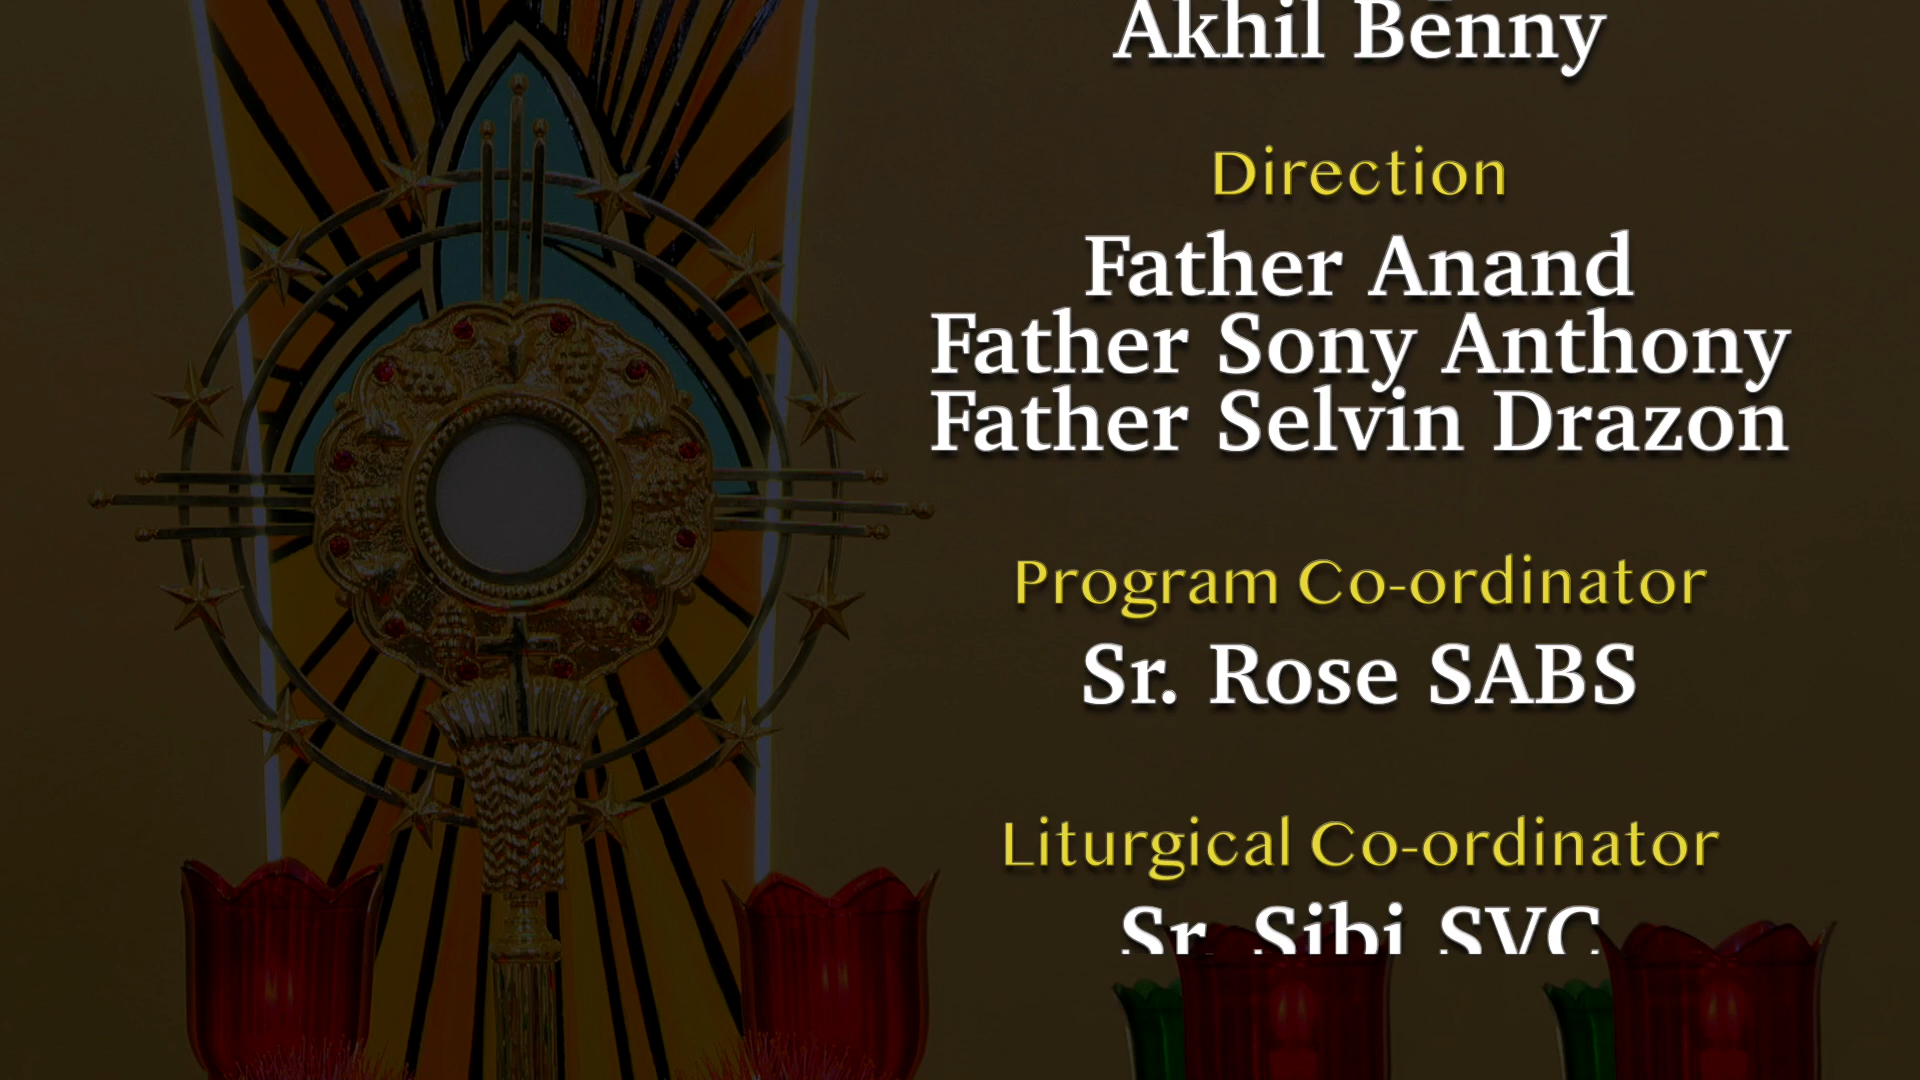 Akhil Benny
Direction
Father Anand
Father Sony Anthony
Father Selvin Drazon
Program Co-ordinator
Sr. Rose SABS
Liturgical Co-ordinator
Sr. Sibi SVC